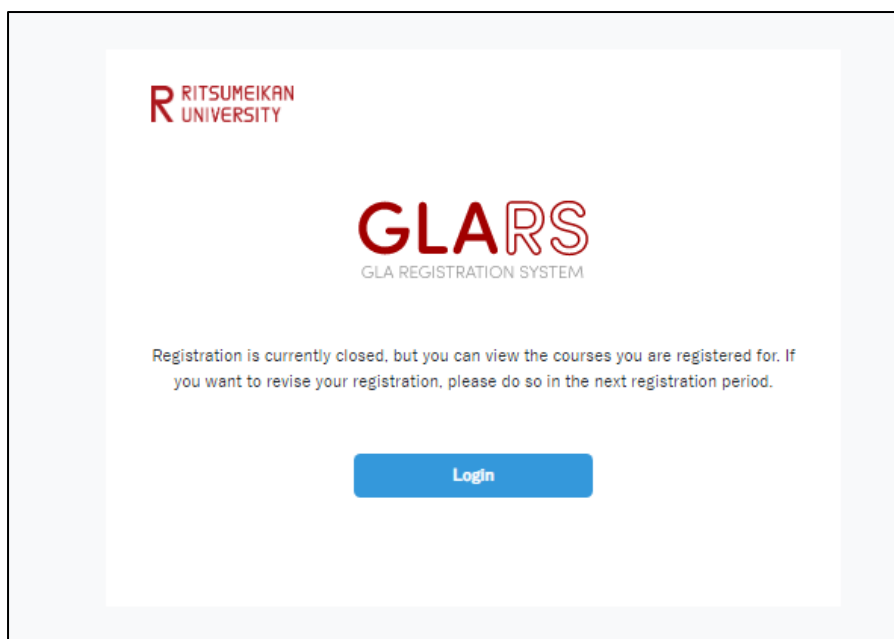 RITSUMEIKAN
UNIVERSITY
GLARS
GLA REGISTRATION SYSTEM
Registration is currently closed, but you can view the courses you are registered for. If
you want to revise your registration, please do so in the next registration period.
Login